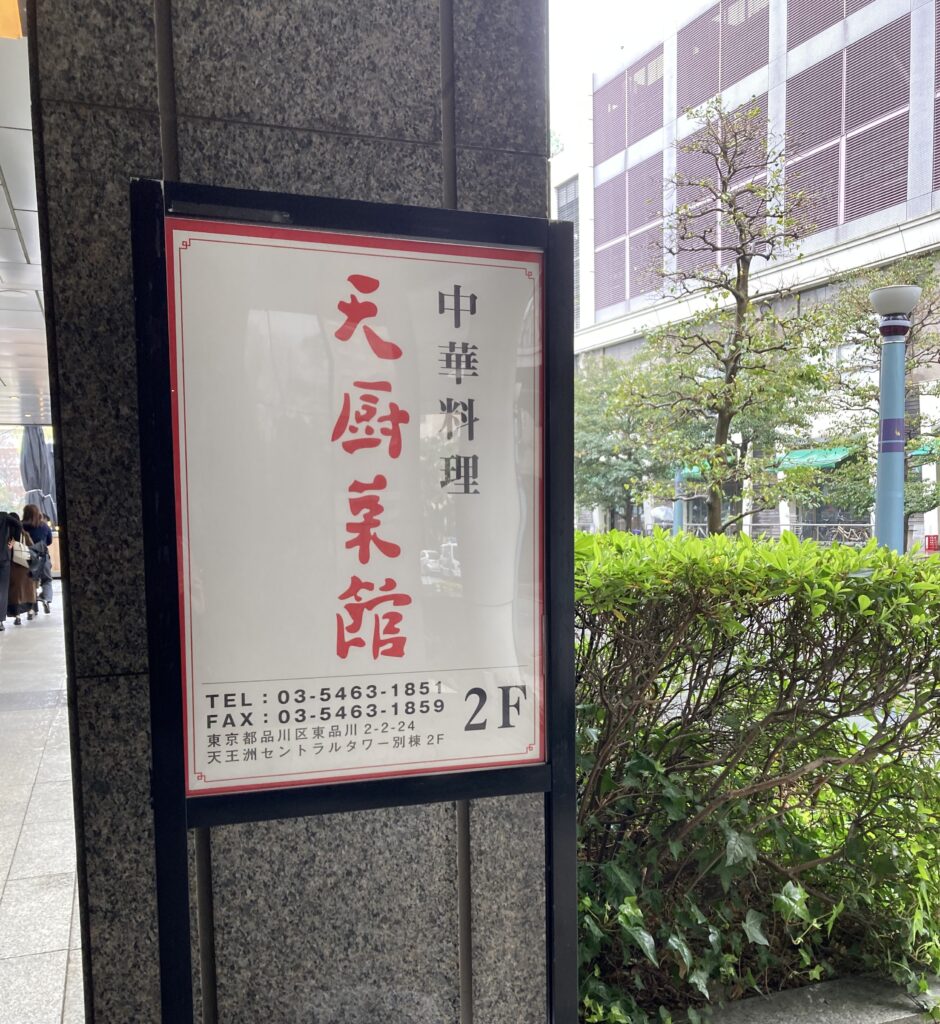 中華料理
天厨菜館
TEL : 03-5463-1851
FAX : 03-5463-1859
東京都品川区東品川 2-2-24
天王洲セントラルタワー別棟 2F
2F